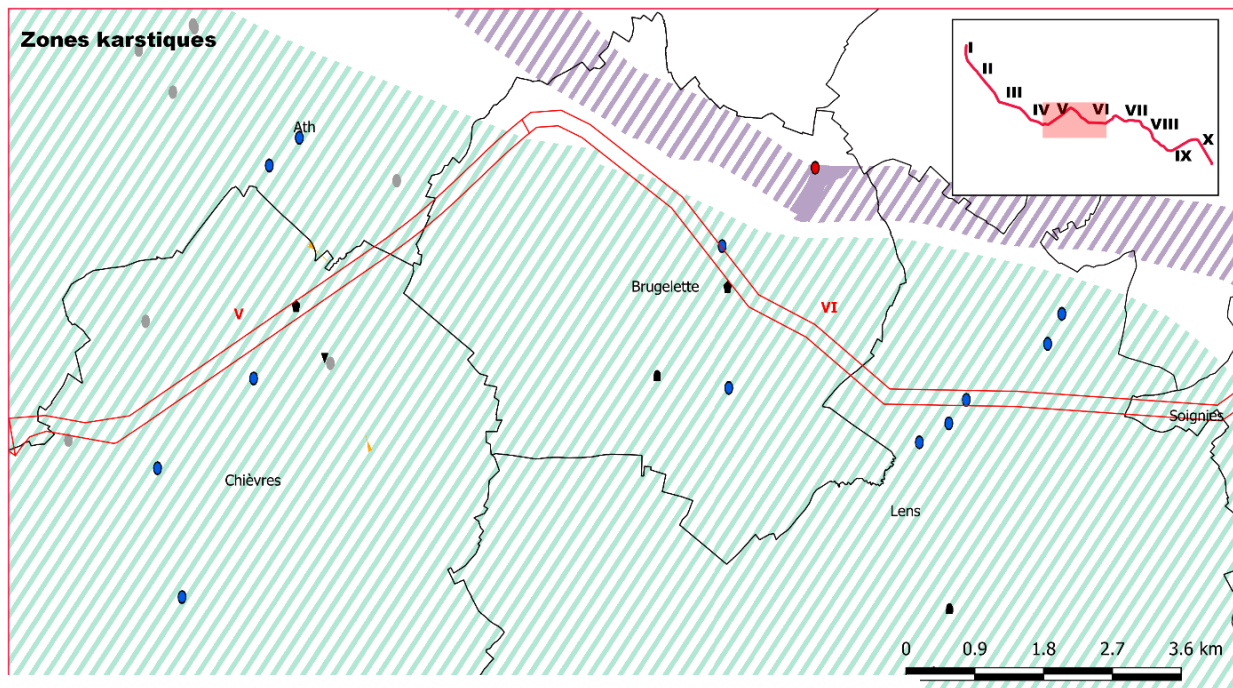 Zones karstiques
I
II
III
IV V VI VII
VIII
IX X
Ath
Brugelette
V
VI
Soignies
Chièvres
Lens
0 0.9 1.8 2.7 3.6 km